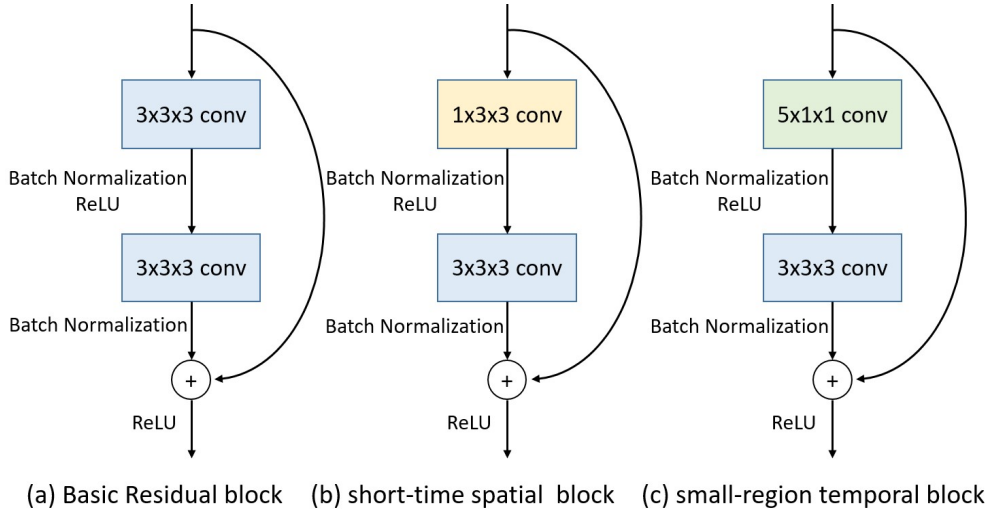 3x3x3 conv
Batch Normalization
ReLU
3x3x3 conv
Batch Normalization
+
ReLU
(a) Basic Residual block
1x3x3 conv
Batch Normalization
ReLU
3x3x3 conv
Batch Normalization
+
ReLU
(b) short-time spatial block
5x1x1 conv
Batch Normalization
ReLU
3x3x3 conv
Batch Normalization
+
ReLU
(c) small-region temporal block